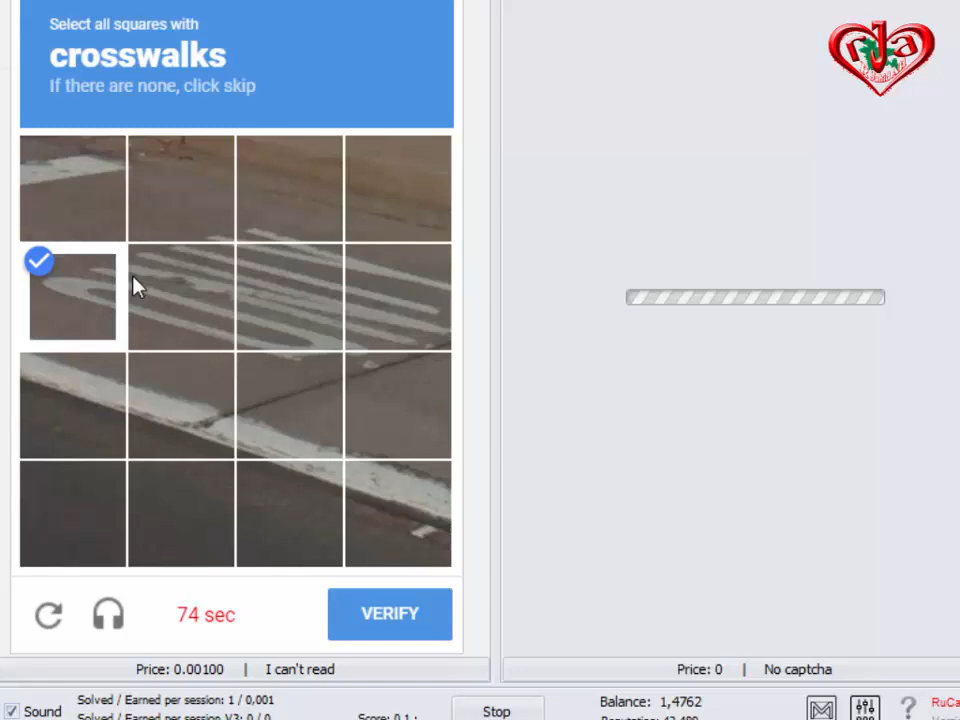 Select all squares with
crosswalks
If there are none, click skip
rja
74 sec
VERIFY
Price: 0.00100 | I can't read
Price: 0 | No captcha
Sound
Solved / Earned per session: 1 / 0,001
Stop
Balance: 1,4762